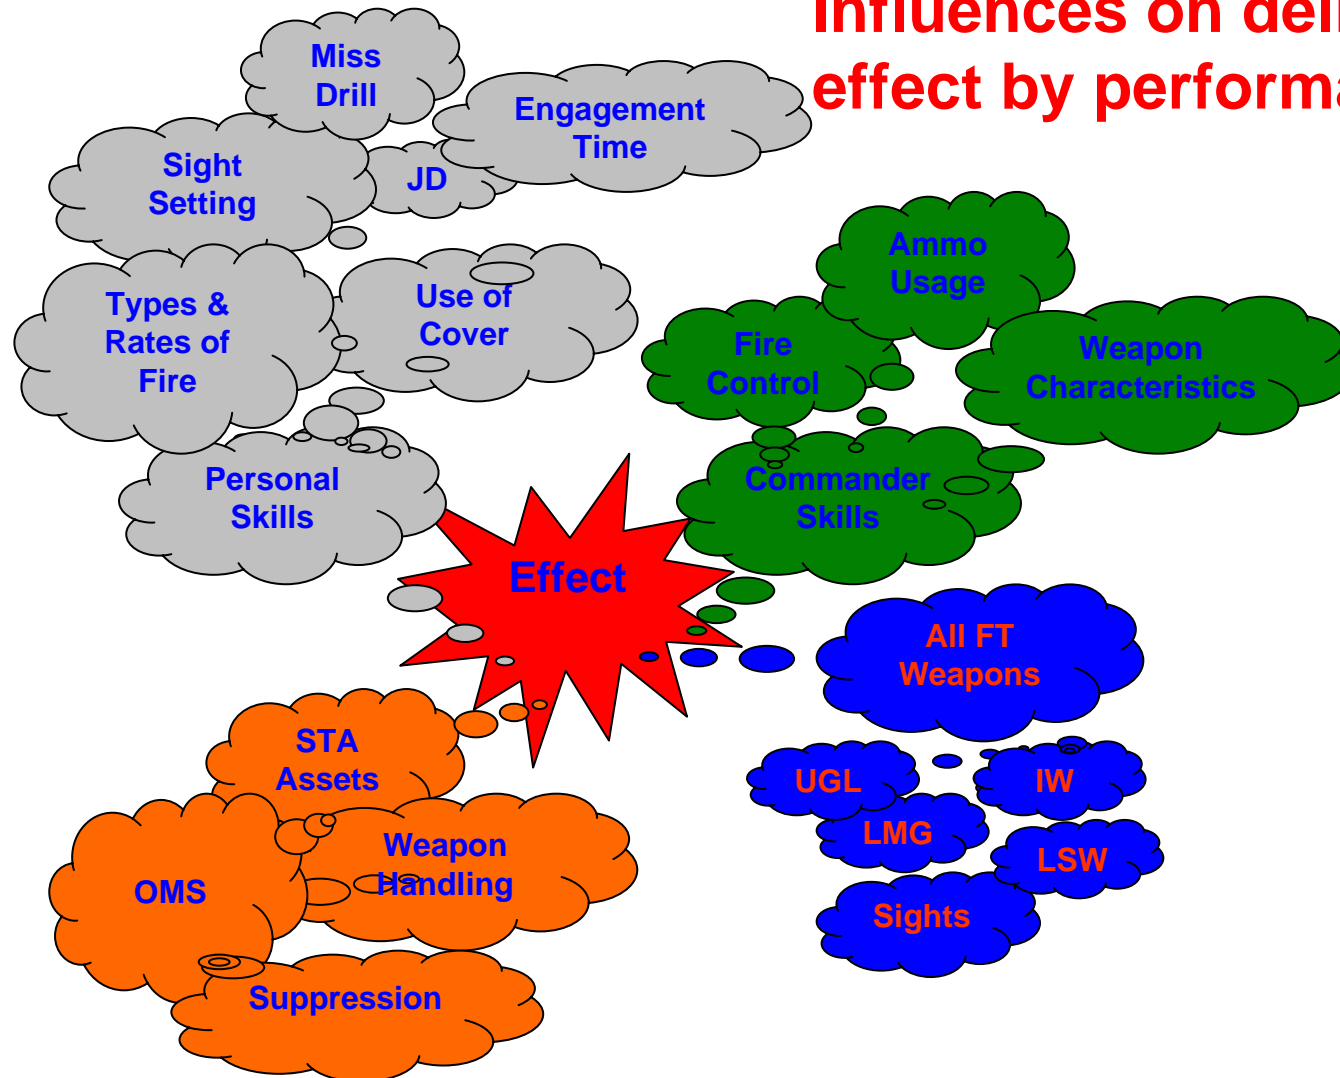 Influences on deli
effect by performa
Miss
Drill
Engagement
Time
Sight
Setting
JD
Types &
Rates of
Fire
Use of
Cover
Personal
Skills
Ammo
Usage
Fire
Control
Weapon
Characteristics
Commander
Skills
Effect
All FT
Weapons
UGL
IW
LMG
LSW
Sights
STA
Assets
OMS
Weapon
Handling
Suppression